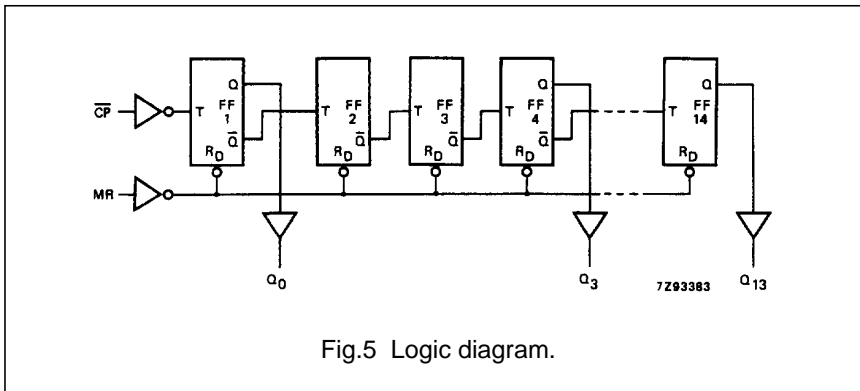 Q Q Q
FF FF FF FF FF
C̅P̅ T 1 T 2 T 3 T 4 T 14
Q̅ Q̅ Q̅ Q̅
R_D R_D R_D R_D R_D
MR
Q₀ Q₃ 7Z93383 Q₁₃
Fig.5 Logic diagram.